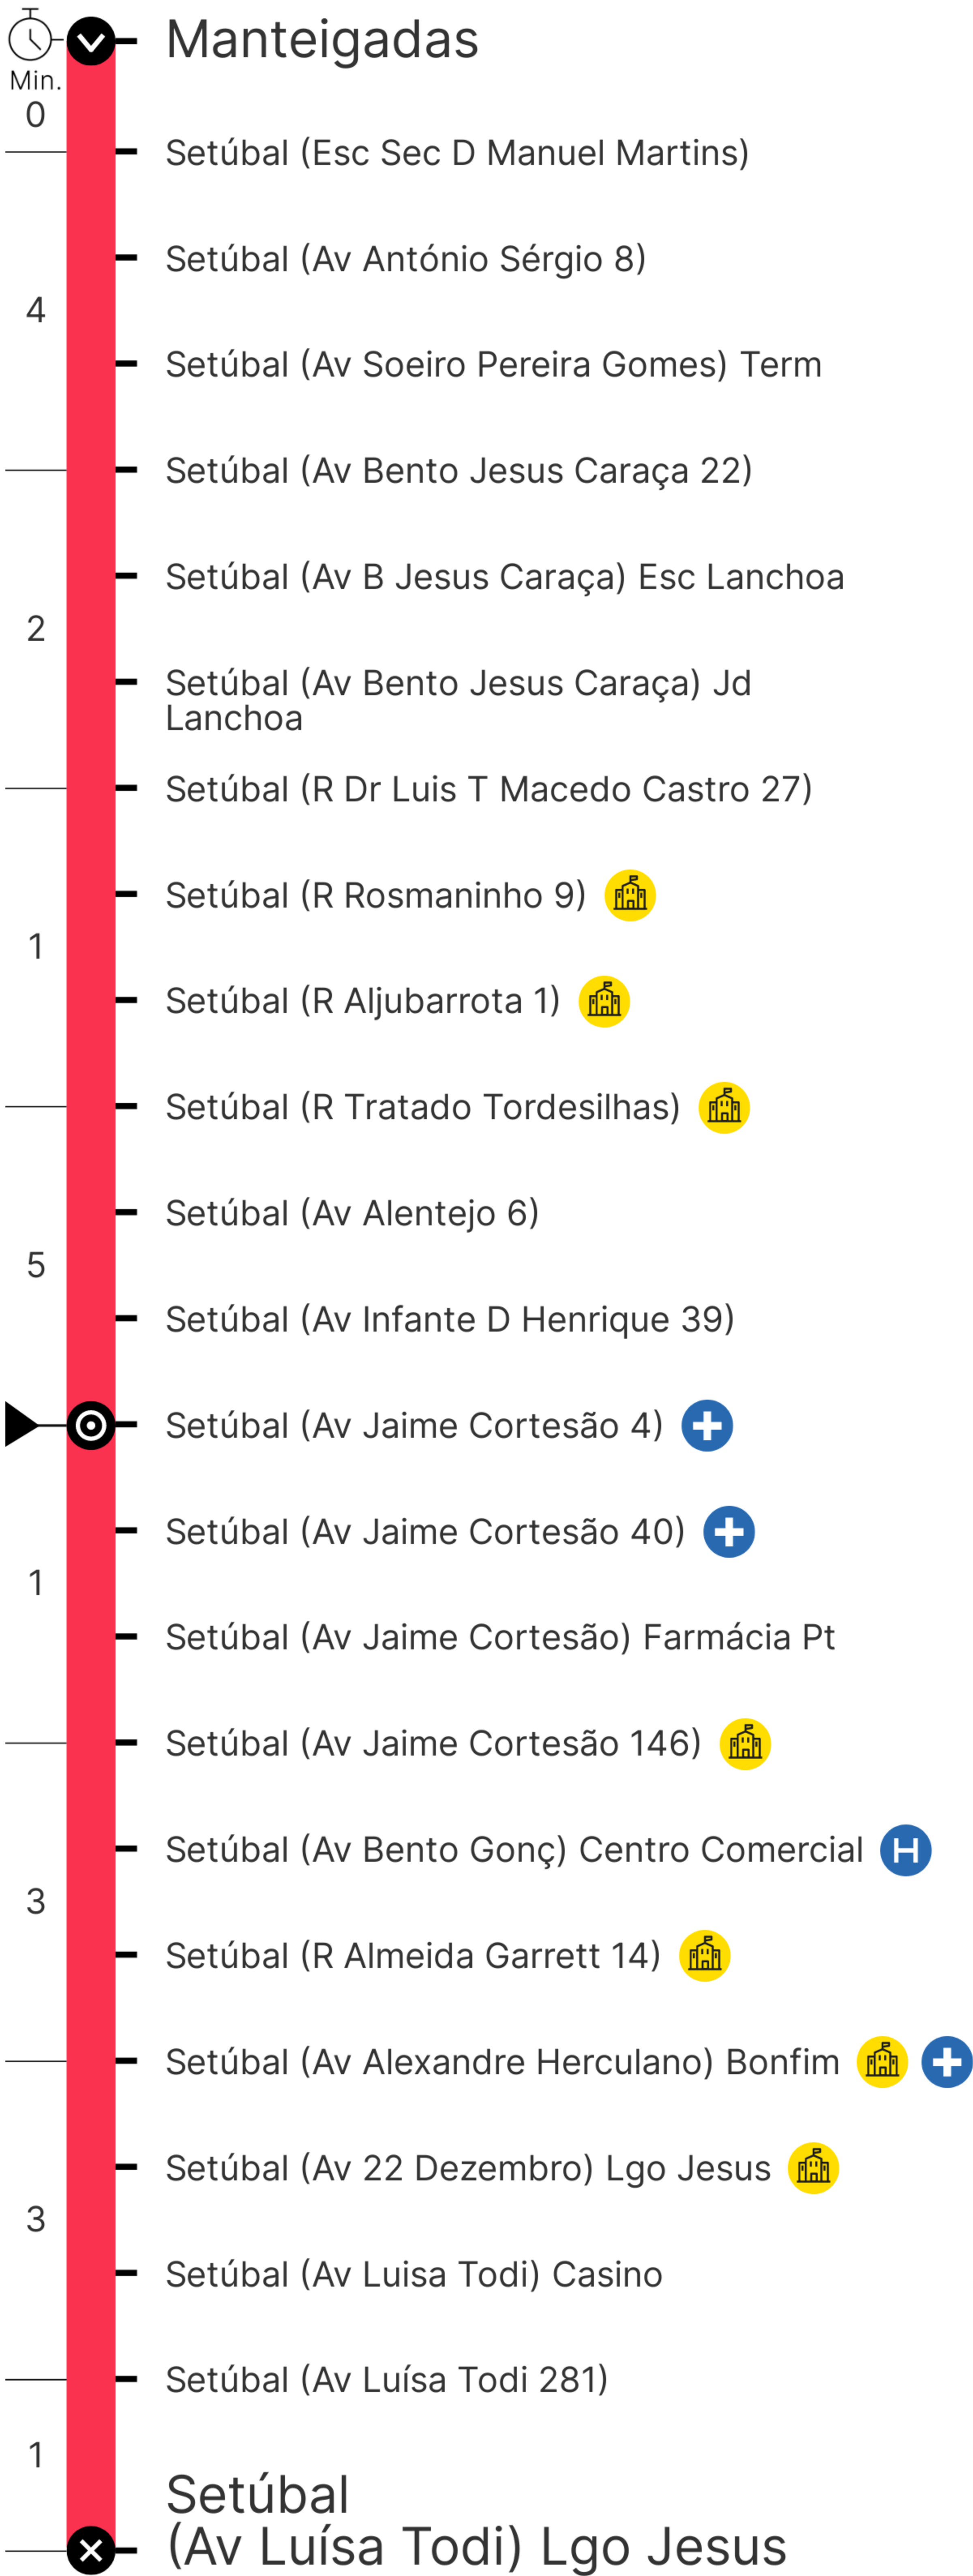 Manteigadas
Min.
0
Setúbal (Esc Sec D Manuel Martins)
Setúbal (Av António Sérgio 8)
4
Setúbal (Av Soeiro Pereira Gomes) Term
Setúbal (Av Bento Jesus Caraça 22)
Setúbal (Av B Jesus Caraça) Esc Lanchoa
2
Setúbal (Av Bento Jesus Caraça) Jd
Lanchoa
Setúbal (R Dr Luis T Macedo Castro 27)
Setúbal (R Rosmaninho 9)
1
Setúbal (R Aljubarrota 1)
Setúbal (R Tratado Tordesilhas)
Setúbal (Av Alentejo 6)
5
Setúbal (Av Infante D Henrique 39)
Setúbal (Av Jaime Cortesão 4)
Setúbal (Av Jaime Cortesão 40)
1
Setúbal (Av Jaime Cortesão) Farmácia Pt
Setúbal (Av Jaime Cortesão 146)
Setúbal (Av Bento Gonç) Centro Comercial H
3
Setúbal (R Almeida Garrett 14)
Setúbal (Av Alexandre Herculano) Bonfim
Setúbal (Av 22 Dezembro) Lgo Jesus
3
Setúbal (Av Luisa Todi) Casino
Setúbal (Av Luísa Todi 281)
1
Setúbal
(Av Luísa Todi) Lgo Jesus